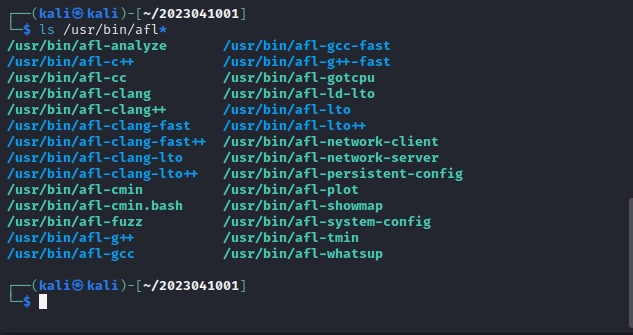 ┌──(kali㉿kali)-[~/2023041001]
└─$ ls /usr/bin/afl*
/usr/bin/afl-analyze /usr/bin/afl-gcc-fast
/usr/bin/afl-c++ /usr/bin/afl-g++-fast
/usr/bin/afl-cc /usr/bin/afl-gotcpu
/usr/bin/afl-clang /usr/bin/afl-ld-lto
/usr/bin/afl-clang++ /usr/bin/afl-lto
/usr/bin/afl-clang-fast /usr/bin/afl-lto++
/usr/bin/afl-clang-fast++ /usr/bin/afl-network-client
/usr/bin/afl-clang-lto /usr/bin/afl-network-server
/usr/bin/afl-clang-lto++ /usr/bin/afl-persistent-config
/usr/bin/afl-cmin /usr/bin/afl-plot
/usr/bin/afl-cmin.bash /usr/bin/afl-showmap
/usr/bin/afl-fuzz /usr/bin/afl-system-config
/usr/bin/afl-g++ /usr/bin/afl-tmin
/usr/bin/afl-gcc /usr/bin/afl-whatsup
┌──(kali㉿kali)-[~/2023041001]
└─$